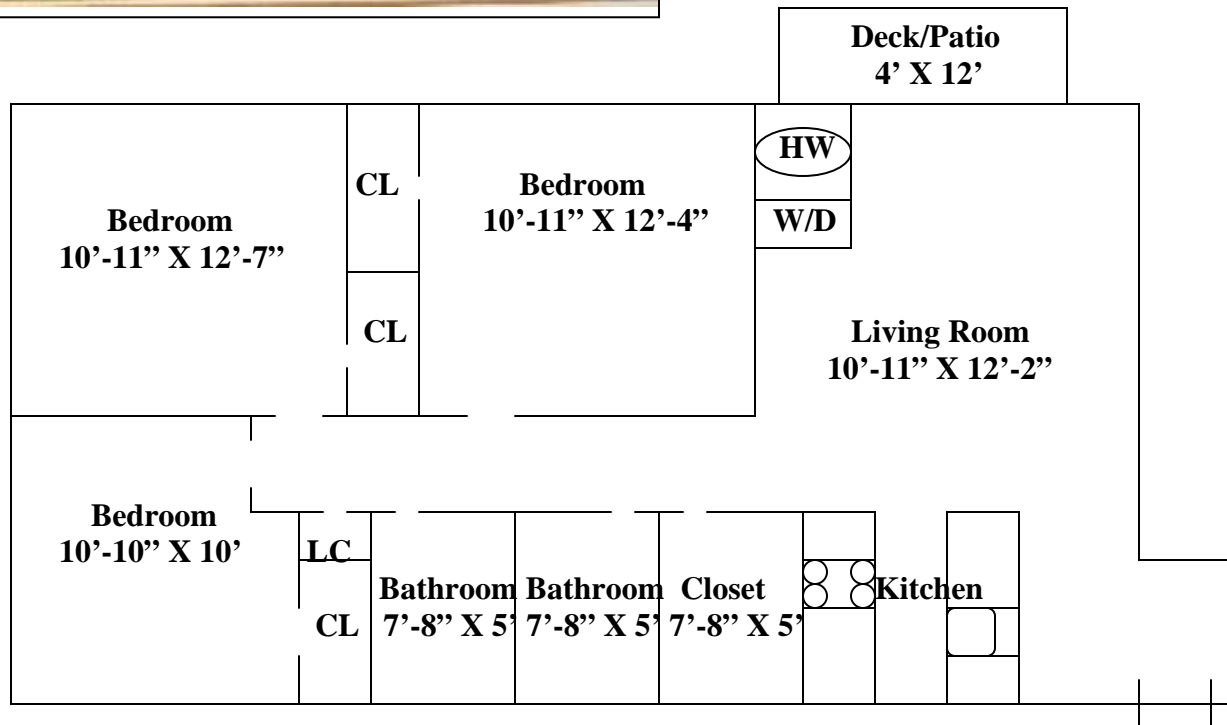 Deck/Patio
4’ X 12’
HW
CL
Bedroom
10’-11” X 12’-4”
W/D
Bedroom
10’-11” X 12’-7”
CL
Living Room
10’-11” X 12’-2”
Bedroom
10’-10” X 10’
LC
CL
Bathroom
7’-8” X 5’
Bathroom
7’-8” X 5’
Closet
7’-8” X 5’
Kitchen